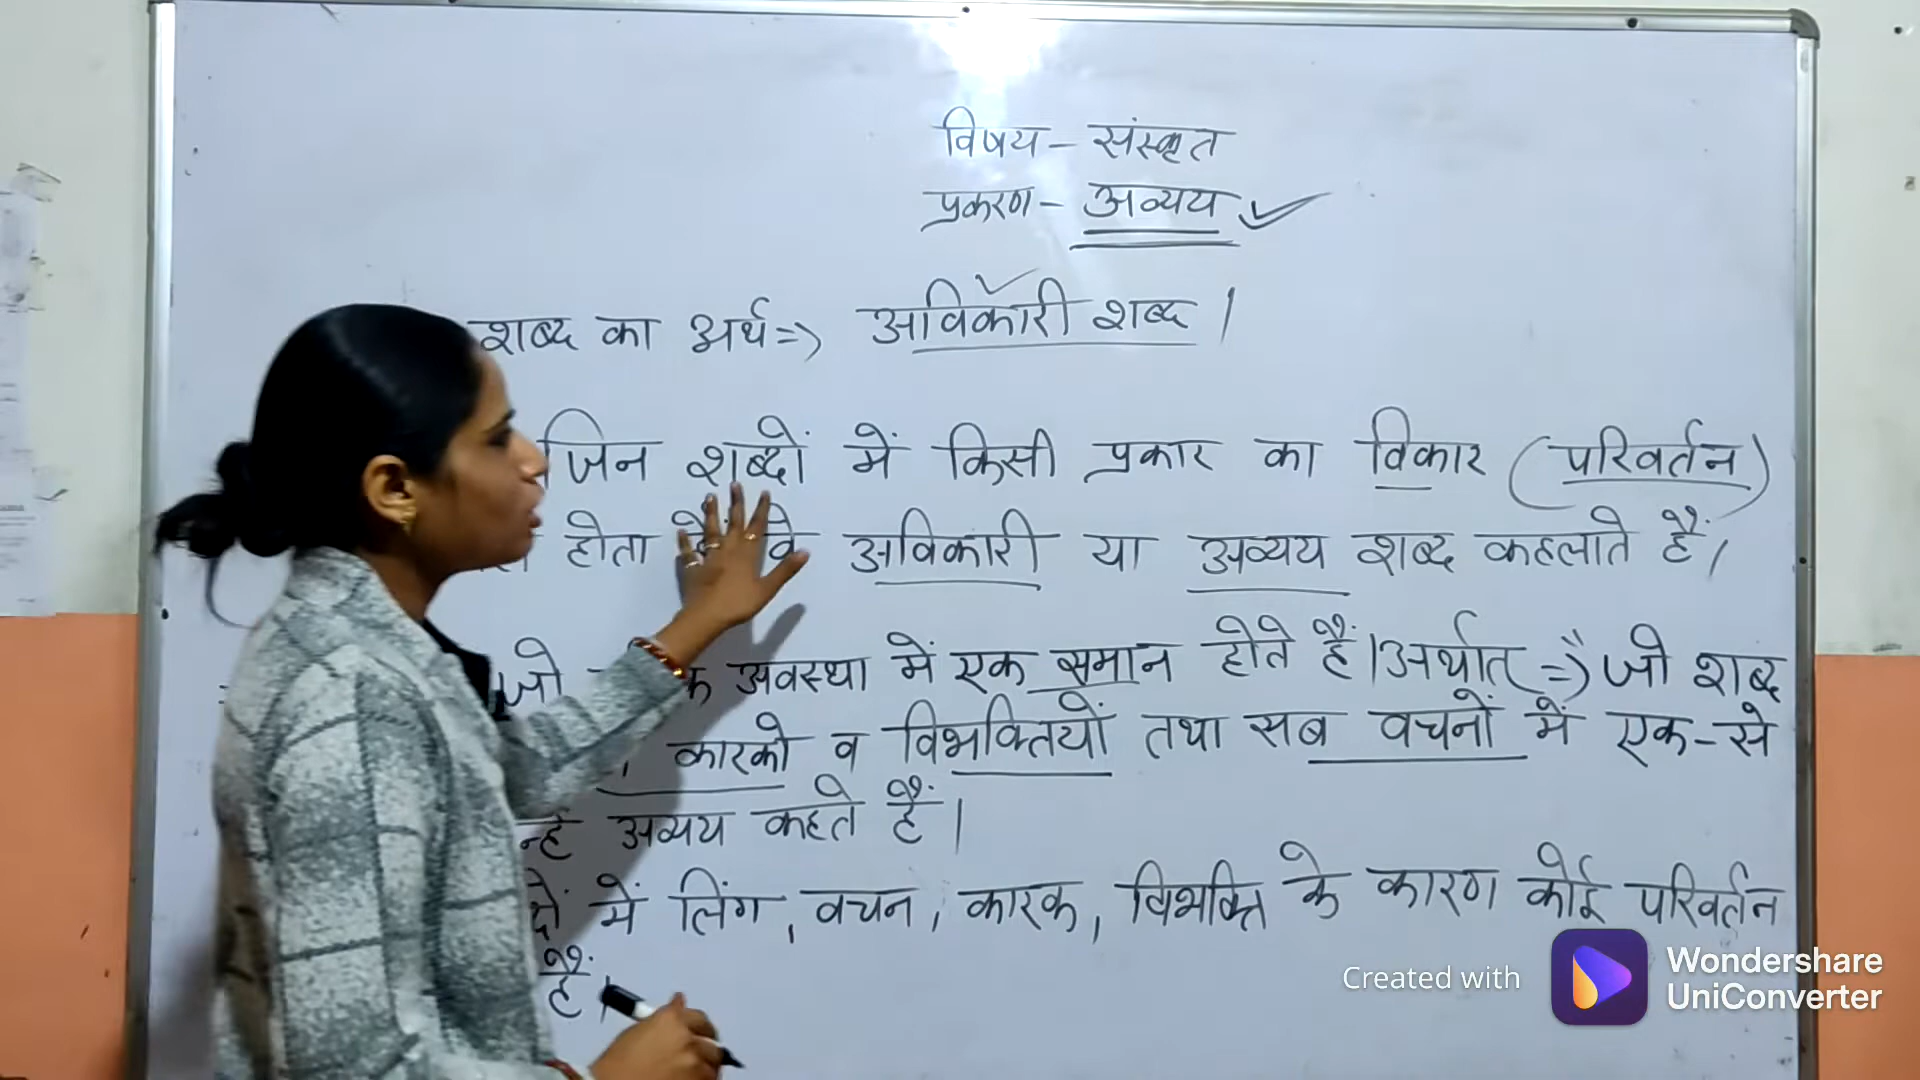 विषय - संस्कृत
प्रकरण - अव्यय
शब्द का अर्थ => अविकारी शब्द ।
जिन शब्दों में किसी प्रकार का विकार (परिवर्तन)
होता वे अविकारी या अव्यय शब्द कहलाते हैं।
जो अवस्था में एक समान होते हैं। अर्थात् => जो शब्द
कारको व विभक्तियों तथा सब वचनों में एक-से
अव्यय कहते हैं।
में लिंग, वचन, कारक, विभक्ति के कारण कोई परिवर्तन
हैं।
Created with Wondershare UniConverter